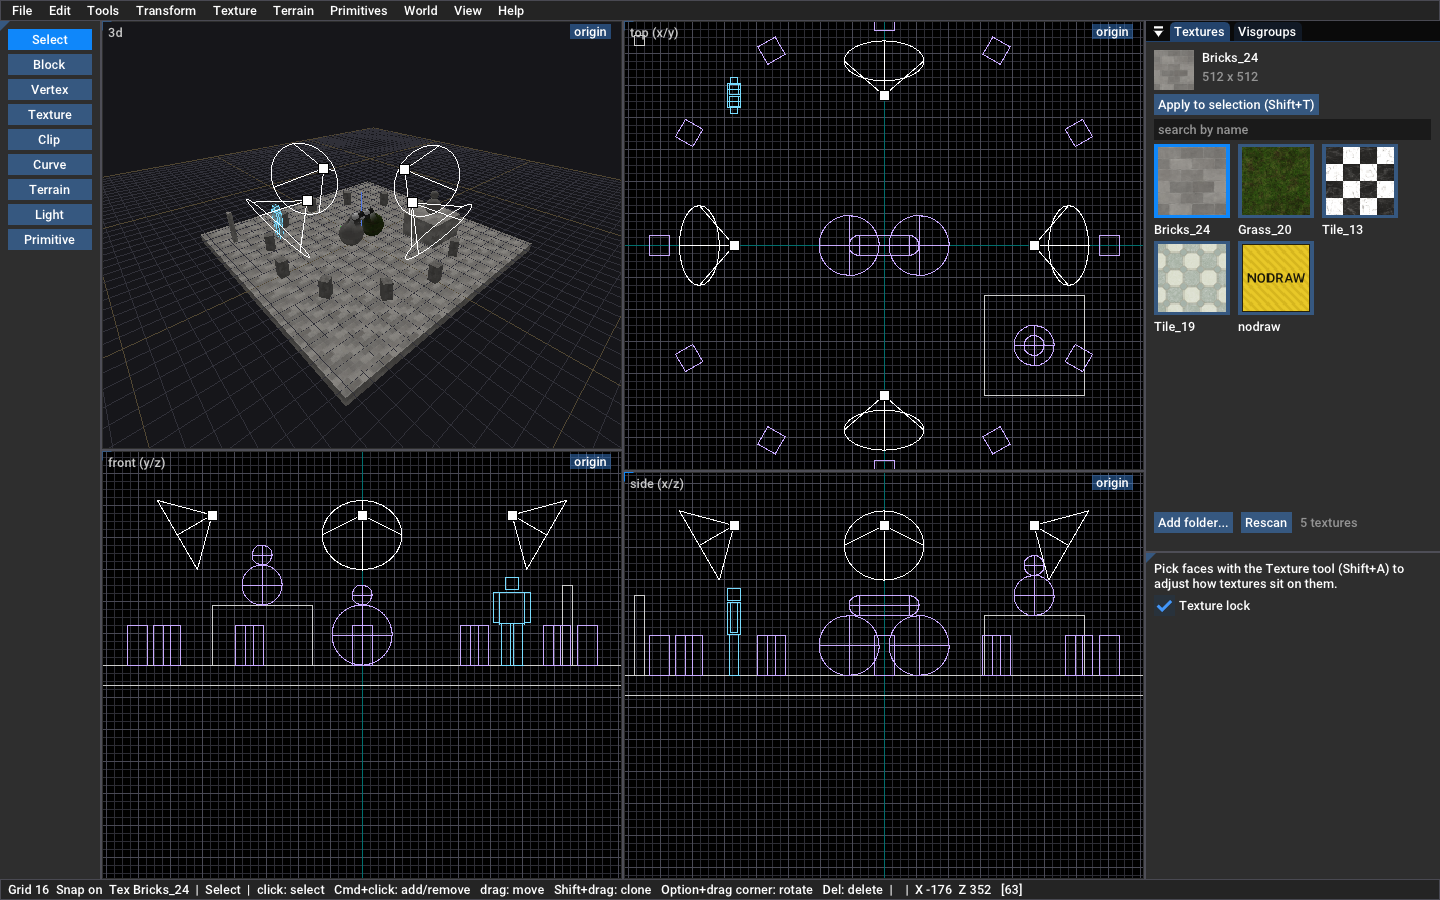 File Edit Tools Transform Texture Terrain Primitives World View Help
Select
Block
Vertex
Texture
Clip
Curve
Terrain
Light
Primitive
3d origin
top (x/y) origin
front (y/z) origin
side (x/z) origin
Textures Visgroups
Bricks_24
512 x 512
Apply to selection (Shift+T)
search by name
Bricks_24 Grass_20 Tile_13
NODRAW
Tile_19 nodraw
Add folder... Rescan 5 textures
Pick faces with the Texture tool (Shift+A) to
adjust how textures sit on them.
Texture lock
Grid 16 Snap on Tex Bricks_24 | Select | click: select Cmd+click: add/remove drag: move Shift+drag: clone Option+drag corner: rotate Del: delete | | X -176 Z 352 [63]